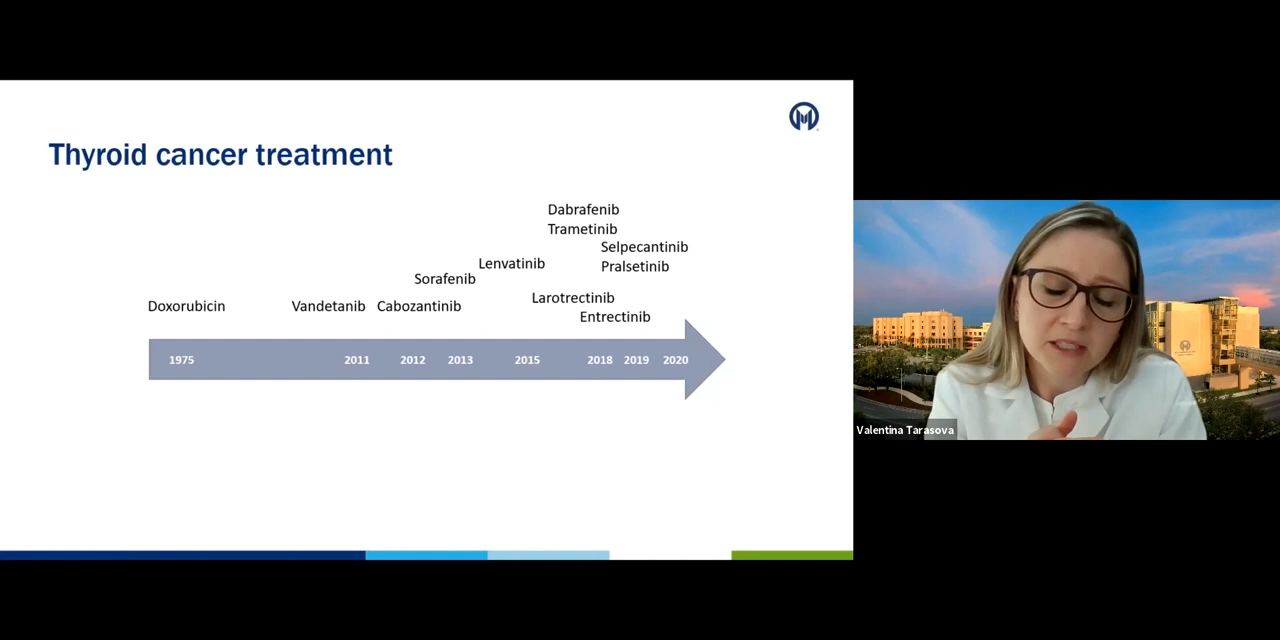 Thyroid cancer treatment
Dabrafenib
Trametinib
Selpecantinib
Pralsetinib
Lenvatinib
Sorafenib
Larotrectinib
Doxorubicin
Vandetanib
Cabozantinib
Entrectinib
1975
2011
2012
2013
2015
2018
2019
2020
Valentina Tarasova